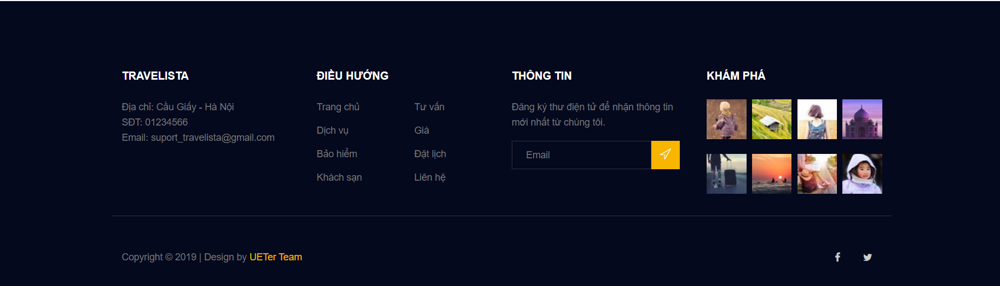 TRAVELISTA
Địa chỉ: Cầu Giấy - Hà Nội
SĐT: 01234566
Email: suport_travelista@gmail.com
ĐIỀU HƯỚNG
Trang chủ
Dịch vụ
Bảo hiểm
Khách sạn
Tư vấn
Giá
Đặt lịch
Liên hệ
THÔNG TIN
Đăng ký thư điện tử để nhận thông tin
mới nhất từ chúng tôi.
Email
KHÁM PHÁ
Copyright © 2019 | Design by UETer Team